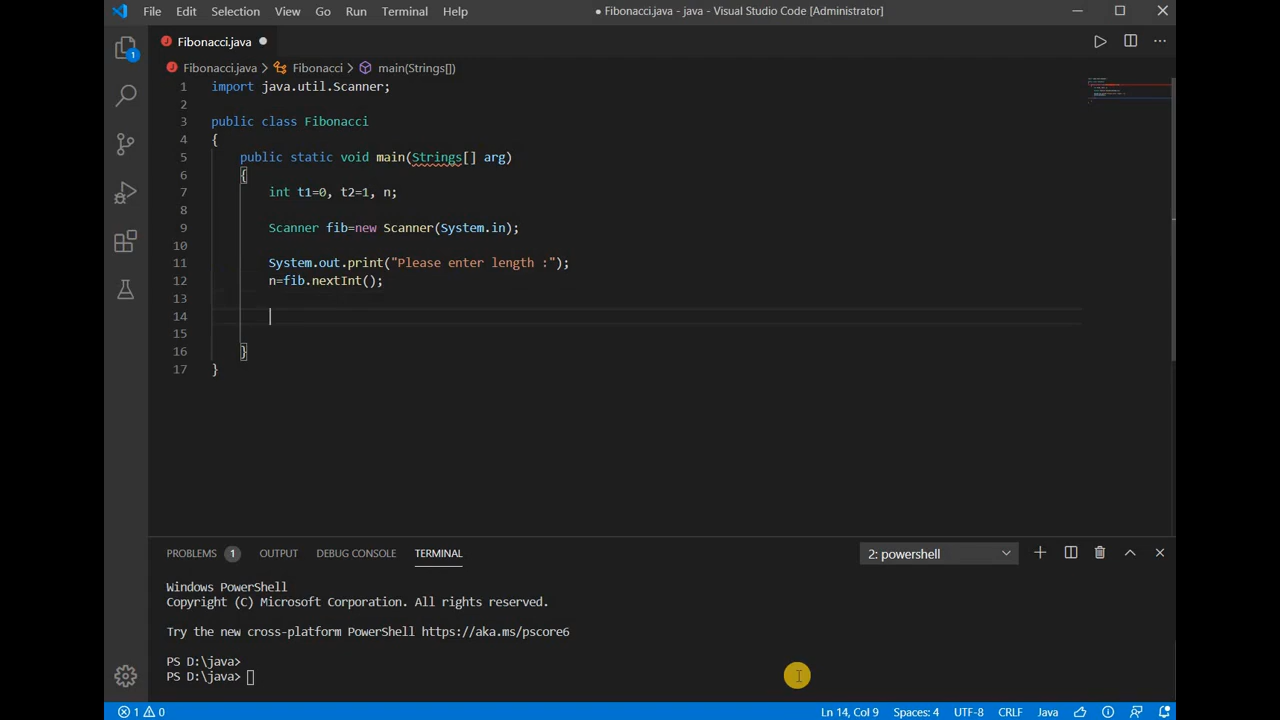 File Edit Selection View Go Run Terminal Help
● Fibonacci.java - java - Visual Studio Code [Administrator]
Fibonacci.java ●
Fibonacci.java > Fibonacci > main(Strings[])
1 import java.util.Scanner;
2
3 public class Fibonacci
4 {
5 public static void main(Strings[] arg)
6 {
7 int t1=0, t2=1, n;
8
9 Scanner fib=new Scanner(System.in);
10
11 System.out.print("Please enter length :");
12 n=fib.nextInt();
13
14
15
16 }
17 }
1
PROBLEMS 1 OUTPUT DEBUG CONSOLE TERMINAL 2: powershell
Windows PowerShell
Copyright (C) Microsoft Corporation. All rights reserved.
Try the new cross-platform PowerShell https://aka.ms/pscore6
PS D:\java>
PS D:\java>
1 0 Ln 14, Col 9 Spaces: 4 UTF-8 CRLF Java